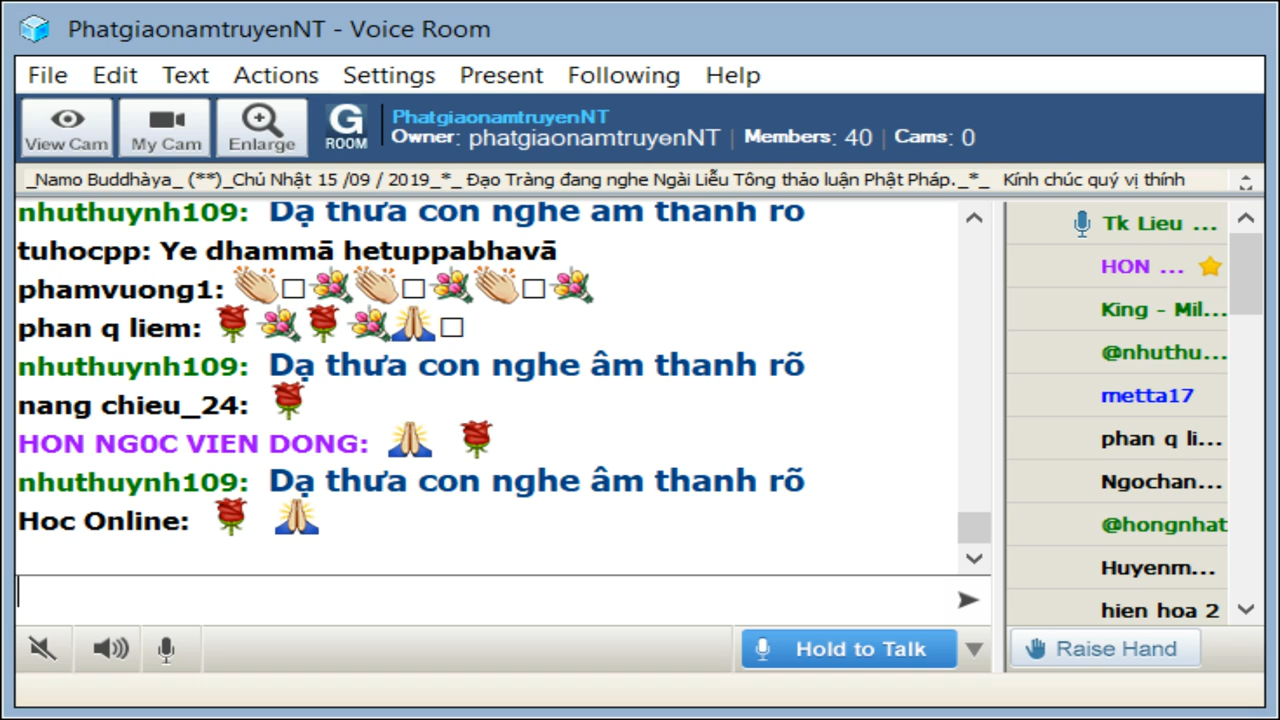 PhatgiaonamtruyenNT - Voice Room
File Edit Text Actions Settings Present Following Help
View Cam My Cam Enlarge G ROOM
PhatgiaonamtruyenNT
Owner: phatgiaonamtruyenNT | Members: 40 | Cams: 0
_Namo Buddhàya_ (**)_Chủ Nhật 15 /09 / 2019_*_ Đạo Tràng đang nghe Ngài Liễu Tông thảo luận Phật Pháp._*_ Kính chúc quý vị thính
nhuthuynh109: Dạ thưa con nghe âm thanh rõ
tuhocpp: Ye dhammā hetuppabhavā
phamvuong1:
phan q liem:
nhuthuynh109: Dạ thưa con nghe âm thanh rõ
nang chieu_24:
HON NG0C VIEN DONG:
nhuthuynh109: Dạ thưa con nghe âm thanh rõ
Hoc Online:
Tk Lieu ...
HON ...
King - Mil...
@nhuthu...
metta17
phan q li...
Ngochan...
@hongnhat
Huyenm...
hien hoa 2
Hold to Talk
Raise Hand